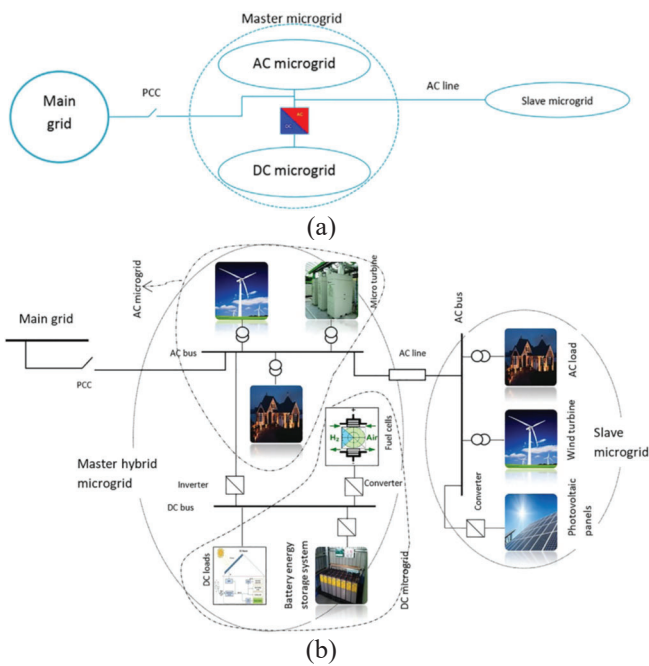 Master microgrid
AC microgrid
PCC
Main
grid
AC
DC
AC line
Slave microgrid
DC microgrid
(a)
AC microgrid
Micro turbine
Main grid
AC bus
PCC
AC line
AC bus
AC load
Wind turbine
Slave
microgrid
Converter
Photovoltaic
panels
H₂
Air
Fuel cells
Master hybrid
microgrid
Inverter
Converter
DC bus
DC loads
Battery energy
storage system
DC microgrid
(b)